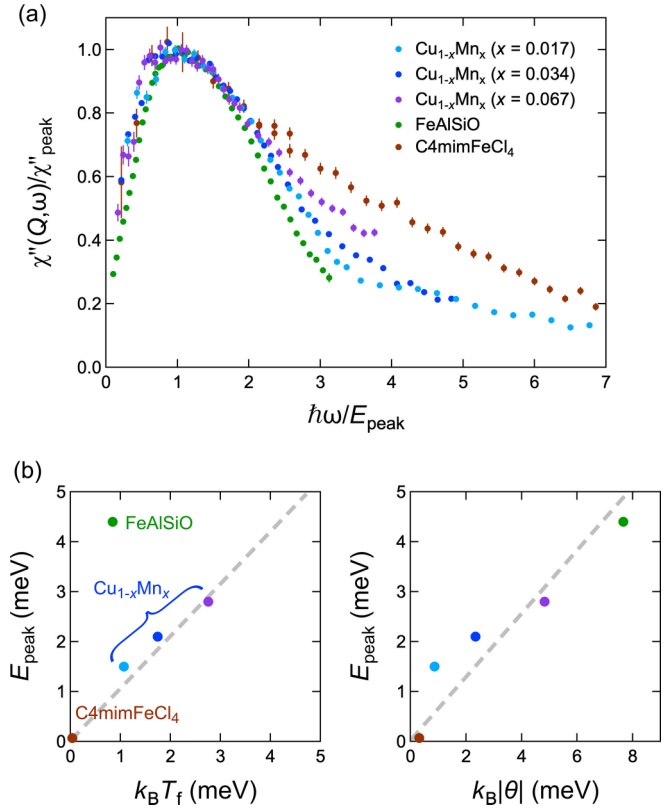 (a)
χ″(Q,ω)/χ″peak
1.0
0.8
0.6
0.4
0.2
0.0
Cu1-xMnx (x = 0.017)
Cu1-xMnx (x = 0.034)
Cu1-xMnx (x = 0.067)
FeAlSiO
C4mimFeCl4
0 1 2 3 4 5 6 7
ħω/Epeak
(b)
Epeak (meV)
5
4
3
2
1
0
FeAlSiO
Cu1-xMnx
C4mimFeCl4
0 1 2 3 4 5
kBTf (meV)
Epeak (meV)
5
4
3
2
1
0
0 2 4 6 8
kB|θ| (meV)